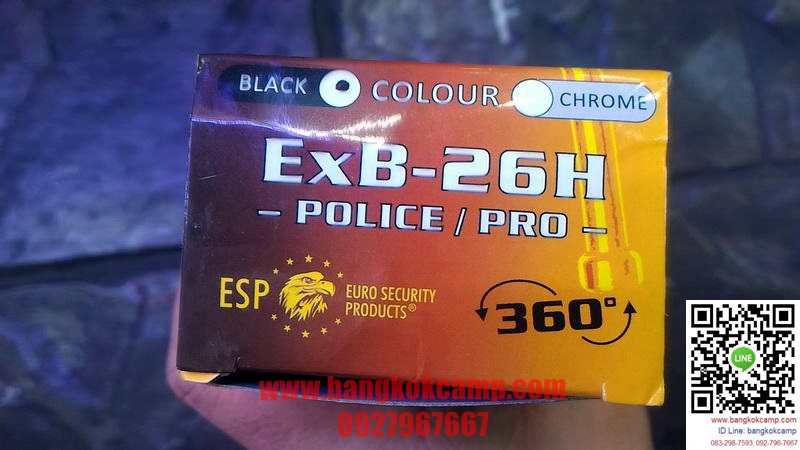 BLACK COLOUR CHROME
ExB-26H
- POLICE / PRO -
ESP EURO SECURITY
PRODUCTS®
360°
www.bangkokcamp.com
0927967667
LINE
www.bangkokcamp.com
ID Line: bangkokcamp
083-298-7593, 092-796-7667